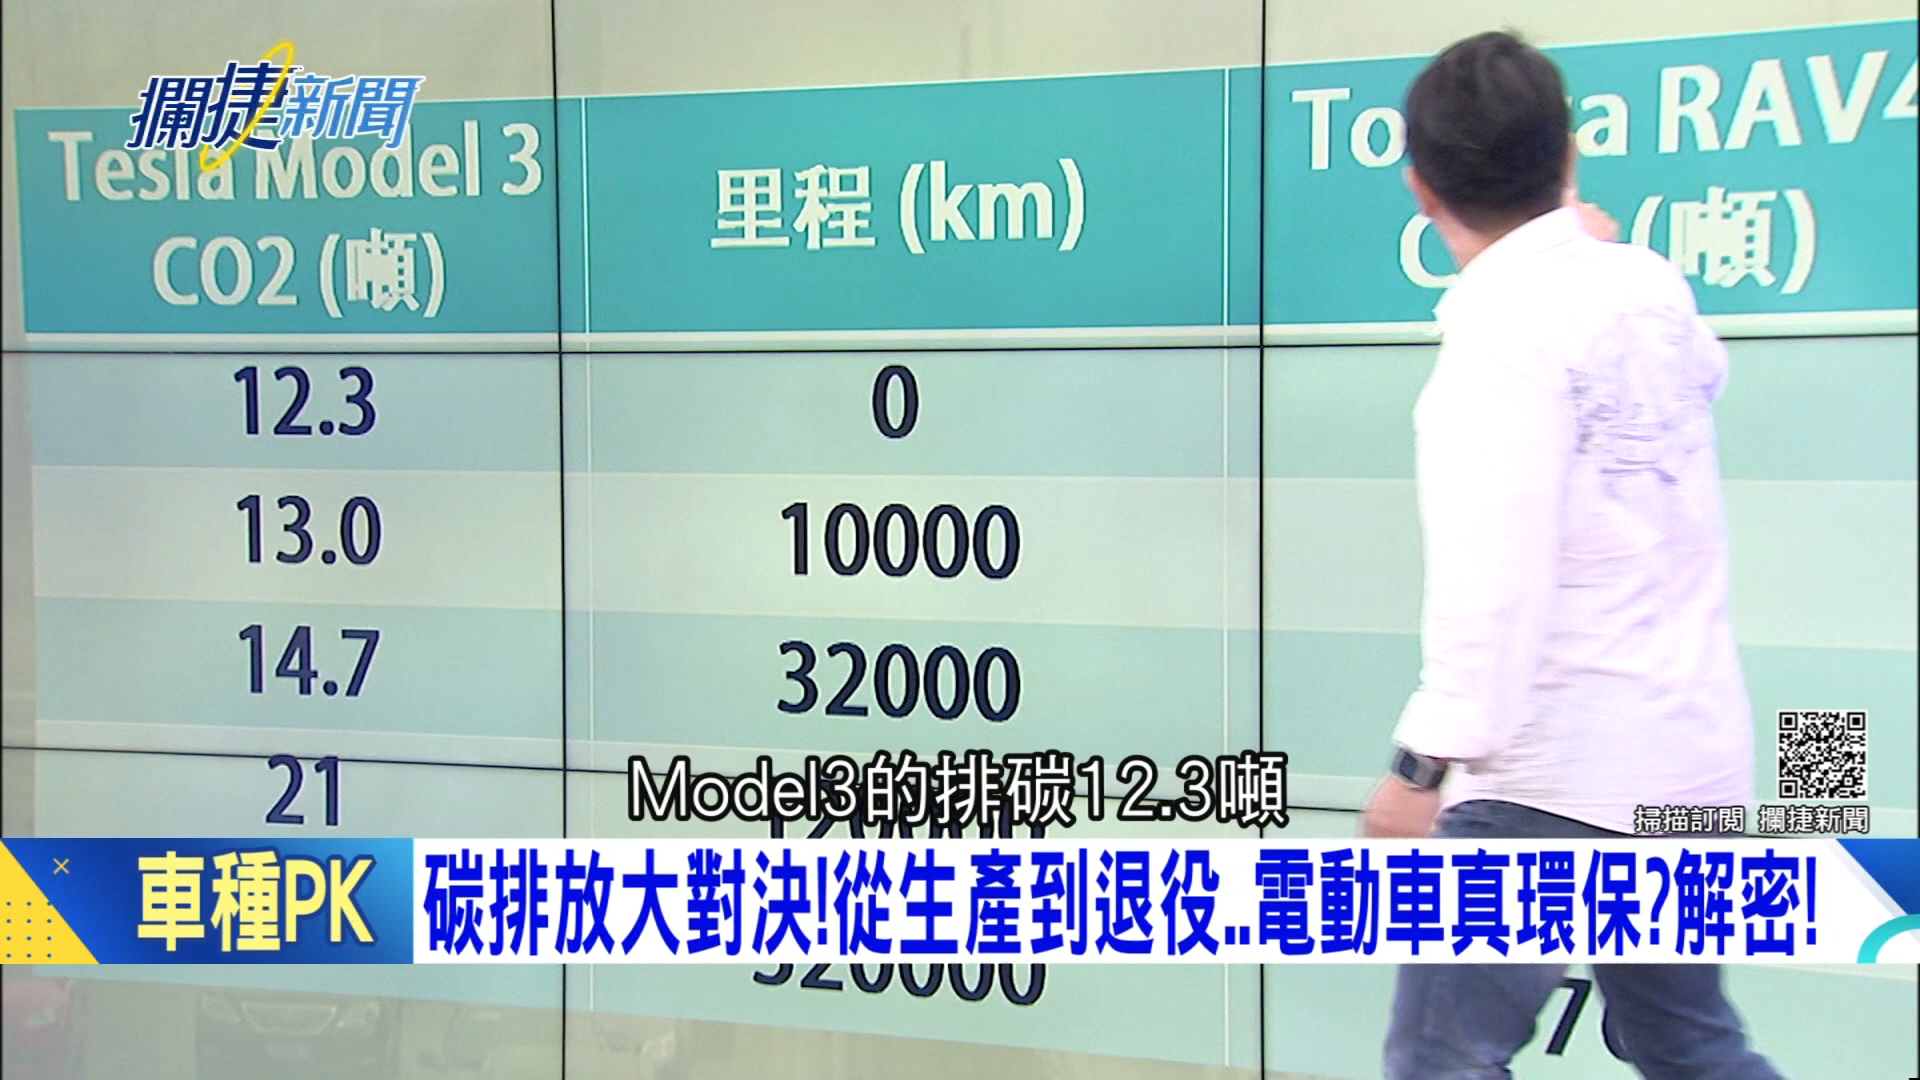 攔捷新聞
Tesla Model 3
CO2 (噸)
里程 (km)
RAV4
(噸)
12.3
0
13.0
10000
14.7
32000
21
120000
Model3的排碳12.3噸
掃描訂閱 攔捷新聞
車種PK
碳排放大對決!從生產到退役..電動車真環保?解密!
320000
7